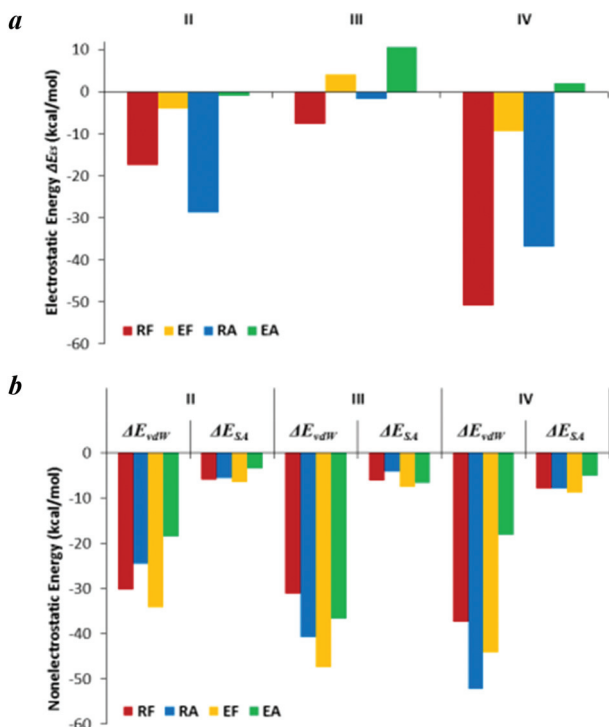 a
II III IV
Electrostatic Energy ΔEes (kcal/mol)
10
0
-10
-20
-30
-40
-50
-60
RF EF RA EA
b
II III IV
ΔEvdW ΔESA ΔEvdW ΔESA ΔEvdW ΔESA
Nonelectrostatic Energy (kcal/mol)
0
-10
-20
-30
-40
-50
-60
RF RA EF EA